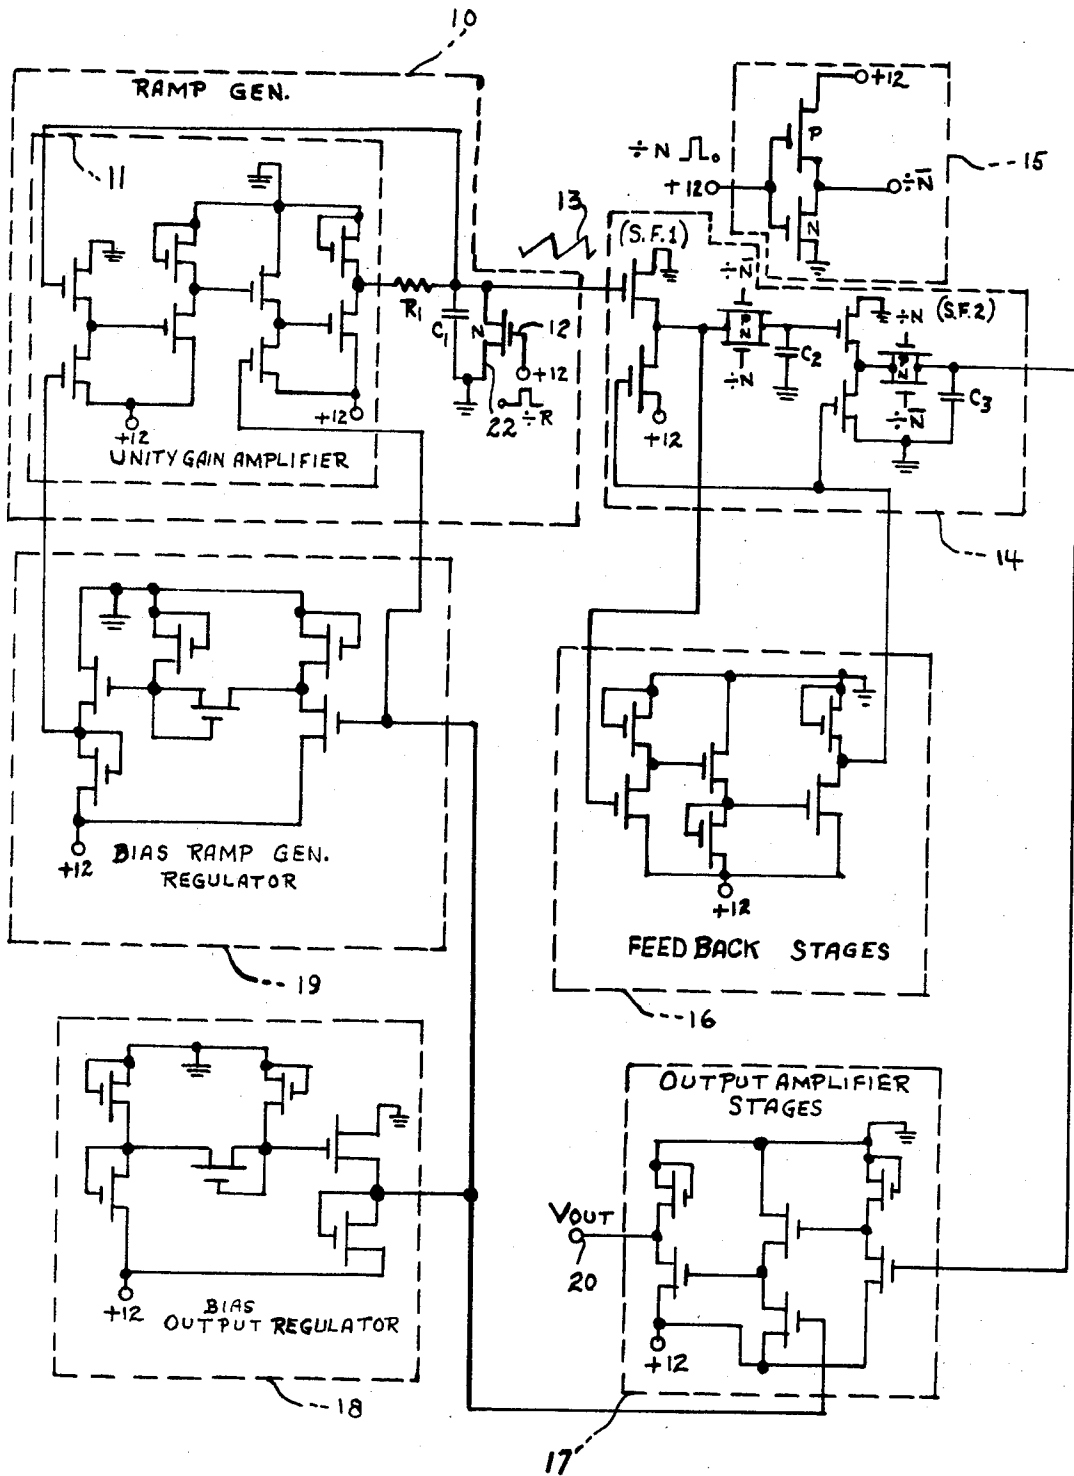 10
RAMP GEN.
11
+12
+12
UNITY GAIN AMPLIFIER
R1
C1
N
12
+12
22
÷R
13
+12
P
÷N
+12
÷N̅
N
15
(S.F.1)
÷N̅
P
N
÷N
C2
+12
(S.F.2)
÷N
P
N
÷N̅
C3
14
+12
BIAS RAMP GEN.
REGULATOR
19
+12
FEEDBACK STAGES
16
+12
BIAS
OUTPUT REGULATOR
18
OUTPUT AMPLIFIER
STAGES
VOUT
20
+12
17